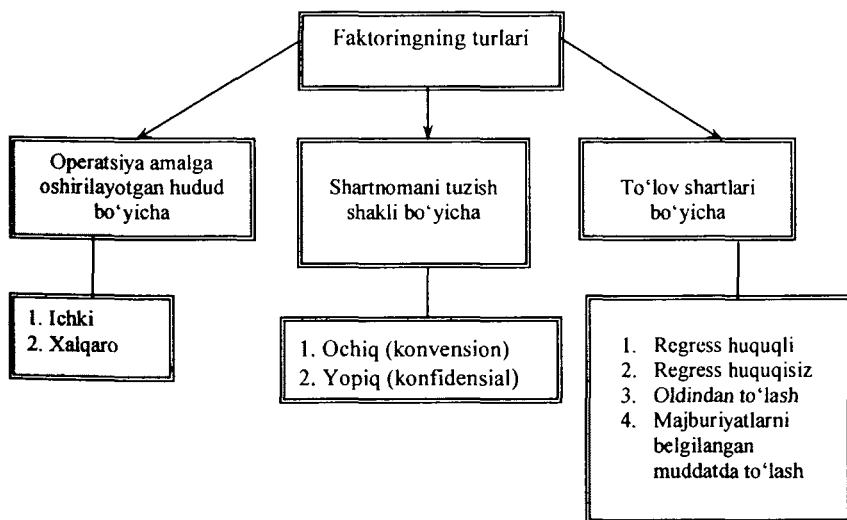 Faktoringning turlari
Operatsiya amalga
oshirilayotgan hudud
bo‘yicha
Shartnomani tuzish
shakli bo‘yicha
To‘lov shartlari
bo‘yicha
1. Ichki
2. Xalqaro
1. Ochiq (konvension)
2. Yopiq (konfidensial)
1. Regress huquqli
2. Regress huquqisiz
3. Oldindan to‘lash
4. Majburiyatlarni
belgilangan
muddatda to‘lash